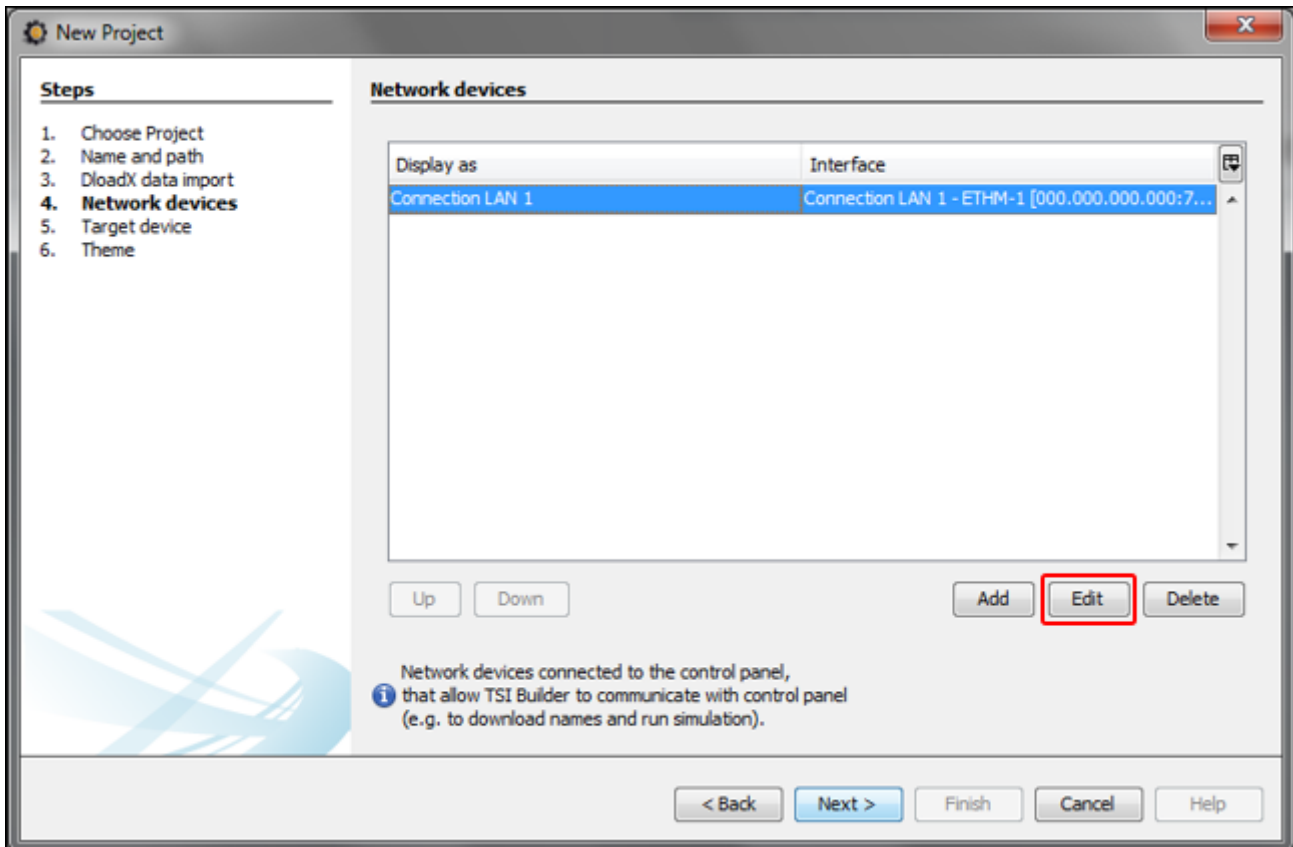 New Project
Steps
1. Choose Project
2. Name and path
3. DloadX data import
4. Network devices
5. Target device
6. Theme
Network devices
Display as Interface
Connection LAN 1 Connection LAN 1 - ETHM-1 [000.000.000.000:7...
Up Down Add Edit Delete
Network devices connected to the control panel,
that allow TSI Builder to communicate with control panel
(e.g. to download names and run simulation).
< Back Next > Finish Cancel Help